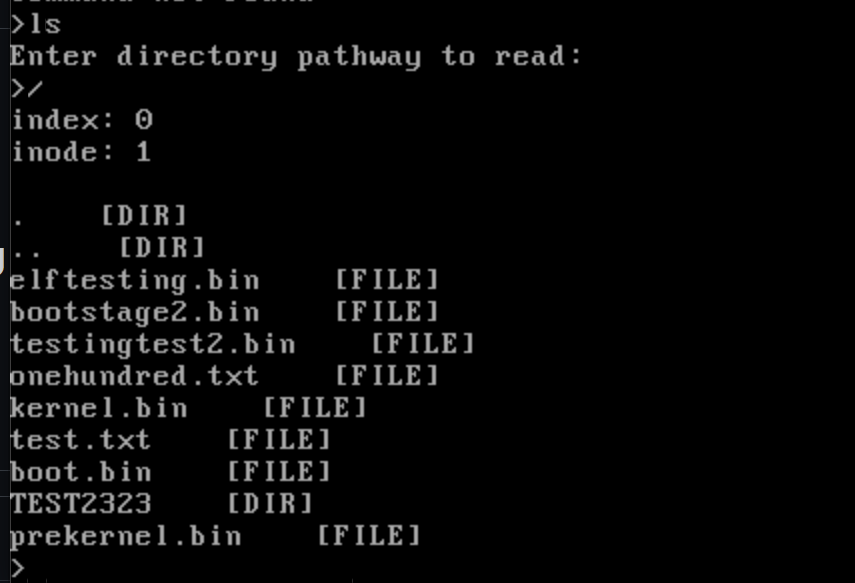 >ls
Enter directory pathway to read:
>/
index: 0
inode: 1
.    [DIR]
..    [DIR]
elftesting.bin    [FILE]
bootstage2.bin    [FILE]
testingtest2.bin    [FILE]
onehundred.txt    [FILE]
kernel.bin    [FILE]
test.txt    [FILE]
boot.bin    [FILE]
TEST2323    [DIR]
prekernel.bin    [FILE]
>